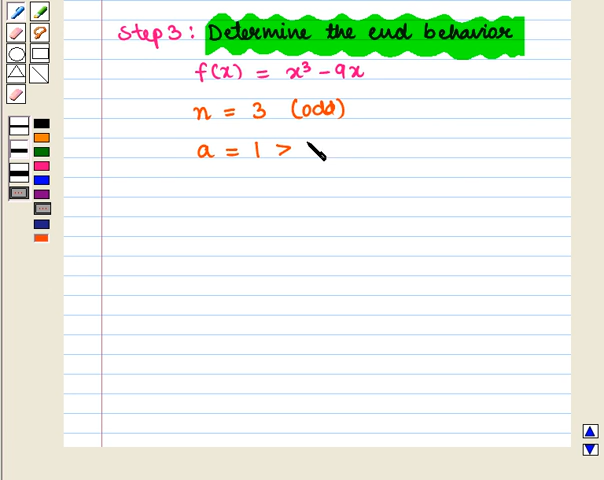 Step 3: Determine the end behavior
f(x) = x³ - 9x
n = 3 (odd)
a = 1 >